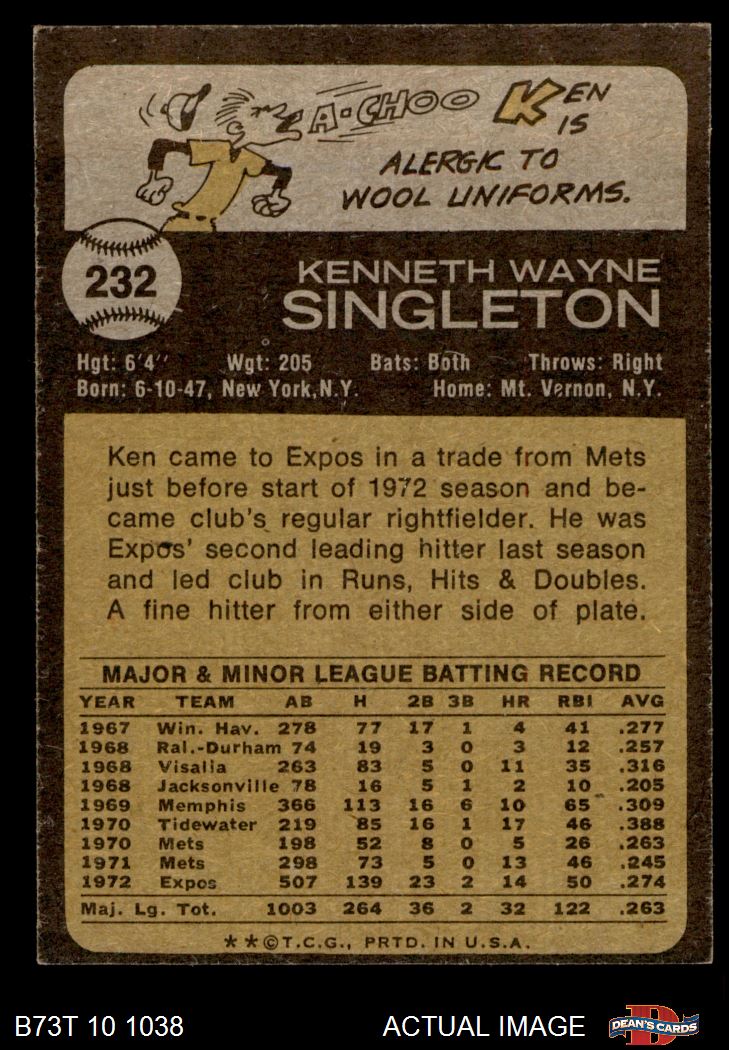 A-CHOO KEN
IS
ALERGIC TO
WOOL UNIFORMS.
232
KENNETH WAYNE
SINGLETON
Hgt: 6'4" Wgt: 205 Bats: Both Throws: Right
Born: 6-10-47, New York, N.Y. Home: Mt. Vernon, N.Y.
Ken came to Expos in a trade from Mets
just before start of 1972 season and be-
came club's regular rightfielder. He was
Expos' second leading hitter last season
and led club in Runs, Hits & Doubles.
A fine hitter from either side of plate.
MAJOR & MINOR LEAGUE BATTING RECORD
YEAR TEAM AB H 2B 3B HR RBI AVG
1967 Win. Hav. 278 77 17 1 4 41 .277
1968 Ral.-Durham 74 19 3 0 3 12 .257
1968 Visalia 263 83 5 0 11 35 .316
1968 Jacksonville 78 16 5 1 2 10 .205
1969 Memphis 366 113 16 6 10 65 .309
1970 Tidewater 219 85 16 1 17 46 .388
1970 Mets 198 52 8 0 5 26 .263
1971 Mets 298 73 5 0 13 46 .245
1972 Expos 507 139 23 2 14 50 .274
Maj. Lg. Tot. 1003 264 36 2 32 122 .263
**©T.C.G., PRTD. IN U.S.A.
B73T 10 1038 ACTUAL IMAGE DEAN'S CARDS